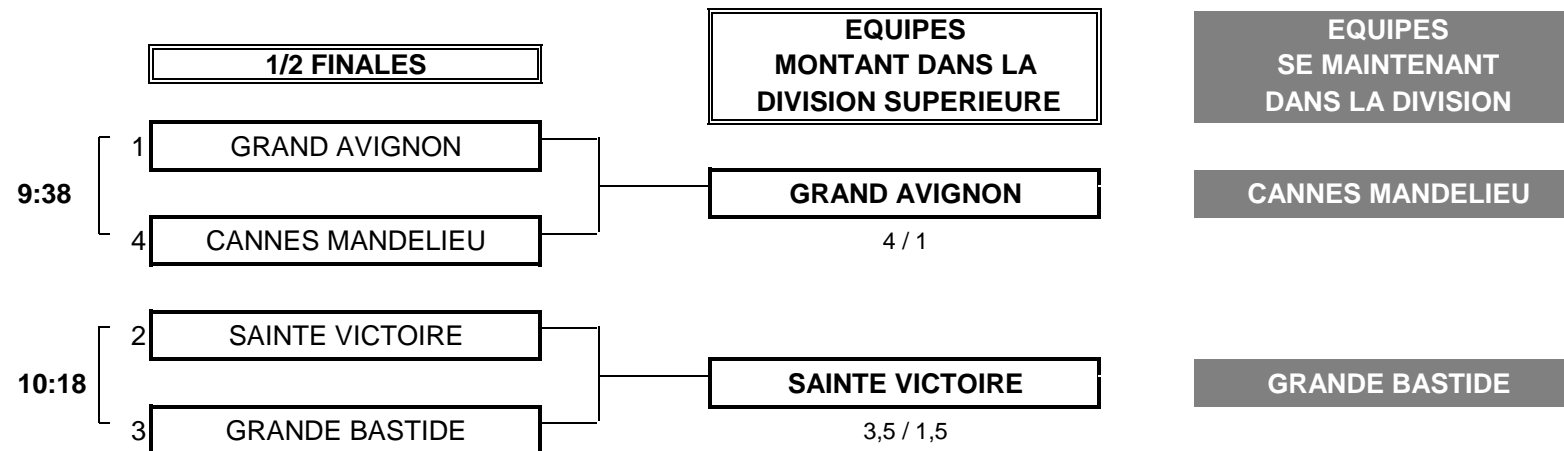 EQUIPES
MONTANT DANS LA
DIVISION SUPERIEURE
EQUIPES
SE MAINTENANT
DANS LA DIVISION
1/2 FINALES
1 GRAND AVIGNON
9:38
GRAND AVIGNON
CANNES MANDELIEU
4 CANNES MANDELIEU
4 / 1
2 SAINTE VICTOIRE
10:18
SAINTE VICTOIRE
GRANDE BASTIDE
3 GRANDE BASTIDE
3,5 / 1,5